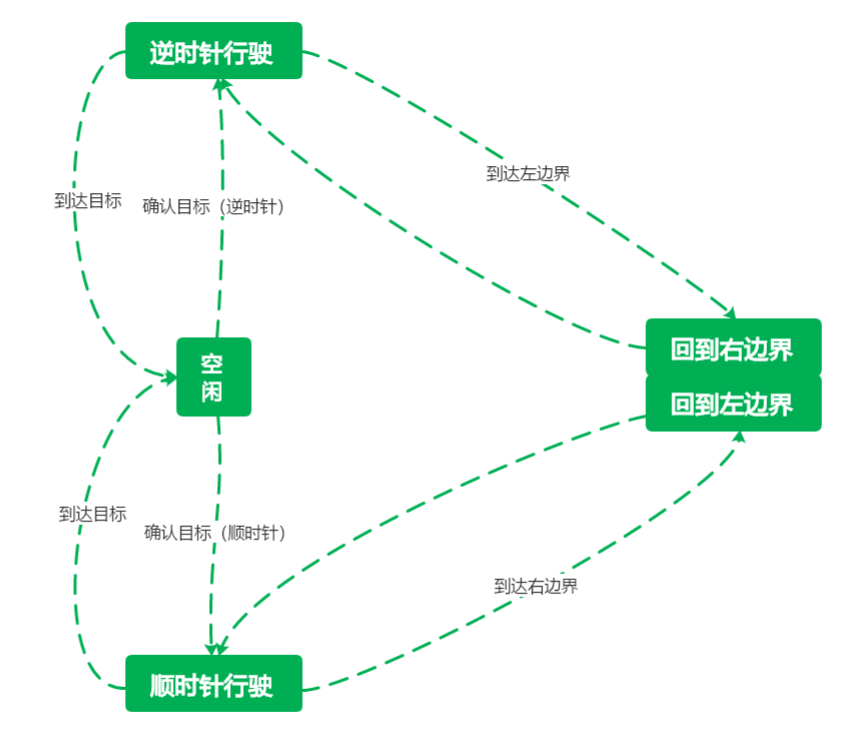 逆时针行驶
到达左边界
到达目标
确认目标（逆时针）
回到右边界
空
闲
回到左边界
到达目标
确认目标（顺时针）
到达右边界
顺时针行驶